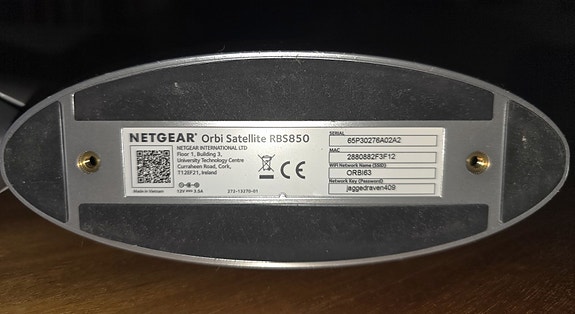 NETGEAR® Orbi Satellite RBS850
NETGEAR INTERNATIONAL LTD
Floor 1, Building 3,
University Technology Centre
Curraheen Road, Cork,
T12EF21, Ireland
CE
Made in Vietnam
12V ⎓ 3.5A
272-13270-01
SERIAL
65P30276A02A2
MAC
2880882F3F12
WiFi Network Name (SSID)
ORBI63
Network Key (Password)
jaggedraven409